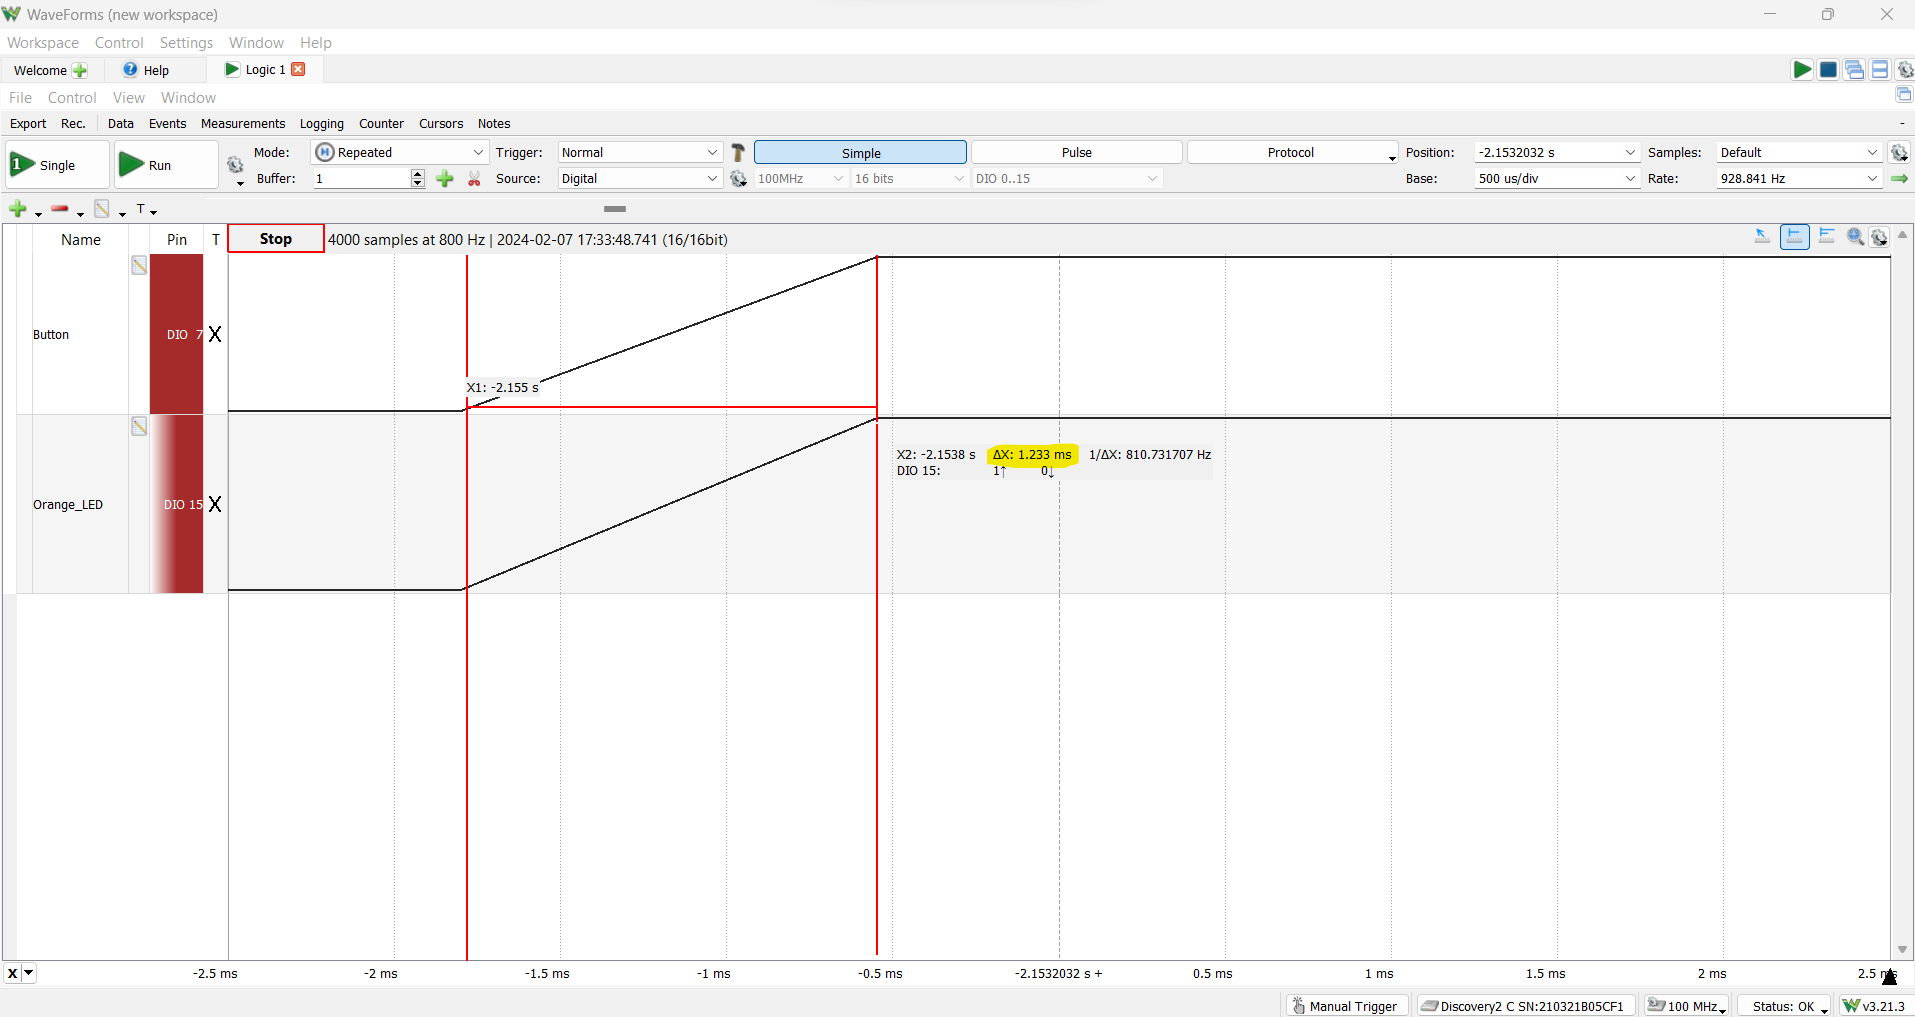 WaveForms (new workspace)
Workspace Control Settings Window Help
Welcome Help Logic 1
File Control View Window
Export Rec. Data Events Measurements Logging Counter Cursors Notes
1 Single Run Mode: Repeated Trigger: Normal Simple Pulse Protocol Position: -2.1532032 s Samples: Default
Buffer: 1 Source: Digital 100MHz 16 bits DIO 0..15 Base: 500 us/div Rate: 928.841 Hz
T
Name Pin T Stop 4000 samples at 800 Hz | 2024-02-07 17:33:48.741 (16/16bit)
Button DIO 7 X
X1: -2.155 s
X2: -2.1538 s ΔX: 1.233 ms 1/ΔX: 810.731707 Hz
DIO 15: 1↑ 0↓
Orange_LED DIO 15 X
X -2.5 ms -2 ms -1.5 ms -1 ms -0.5 ms -2.1532032 s + 0.5 ms 1 ms 1.5 ms 2 ms 2.5 ms
Manual Trigger Discovery2 C SN:210321B05CF1 100 MHz Status: OK v3.21.3